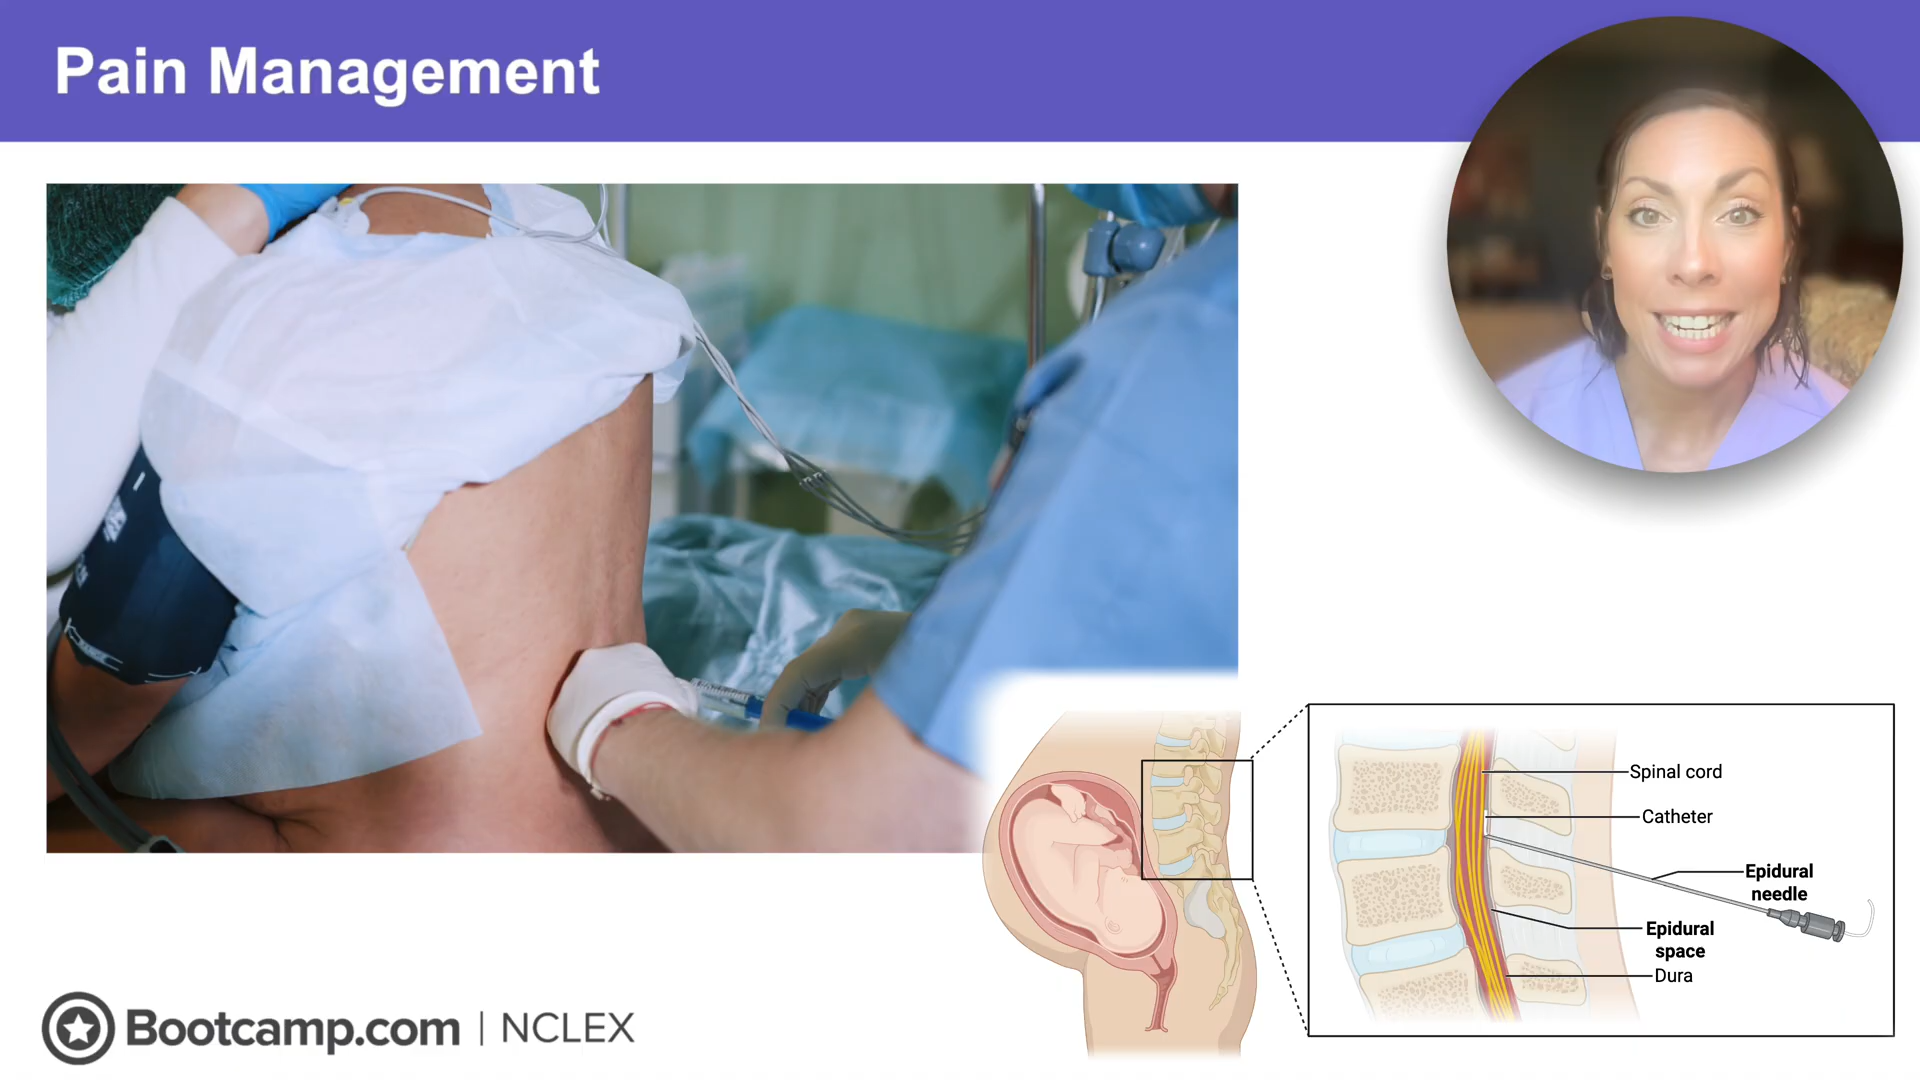 Pain Management
Spinal cord
Catheter
Epidural
needle
Epidural
space
Dura
Bootcamp.com | NCLEX